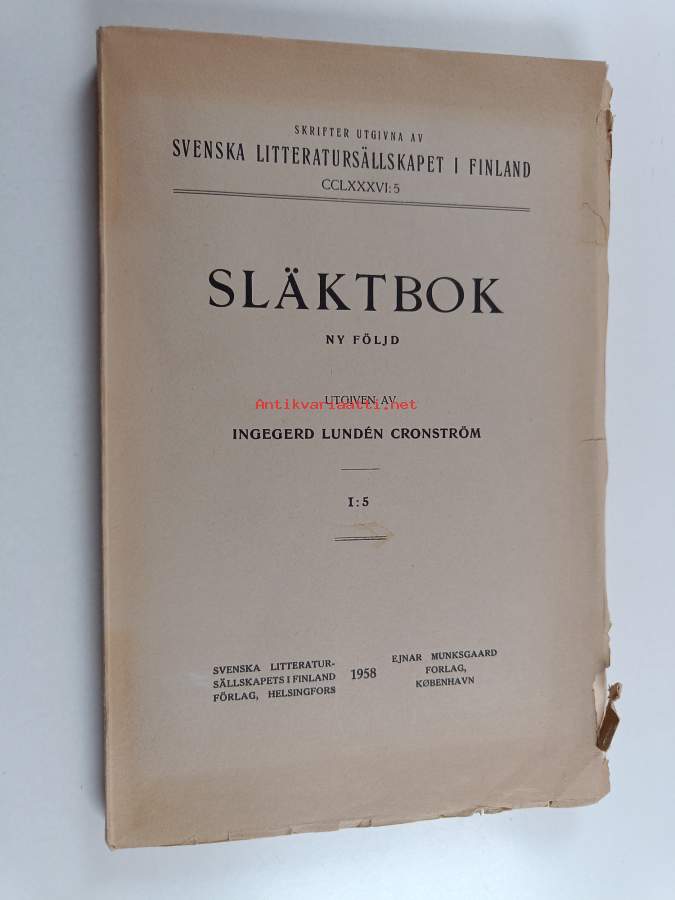 SKRIFTER UTGIVNA AV
SVENSKA LITTERATURSÄLLSKAPET I FINLAND
CCLXXXVI:5
SLÄKTBOK
NY FÖLJD
UTGIVEN AV
Antikvariaatti.net
INGEGERD LUNDÉN CRONSTRÖM
I:5
SVENSKA LITTERATUR-
SÄLLSKAPETS I FINLAND
FÖRLAG, HELSINGFORS
1958
EJNAR MUNKSGAARD
FORLAG,
KØBENHAVN